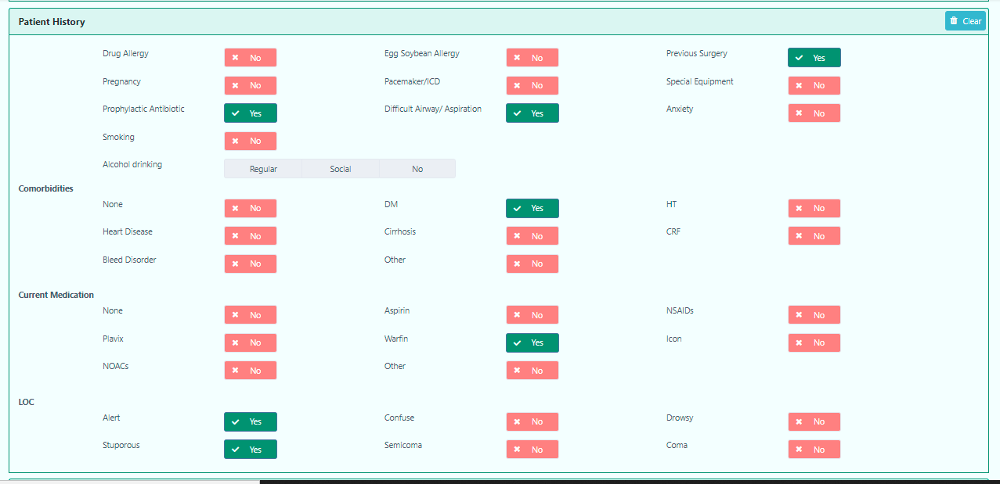 Patient History Clear
Drug Allergy No Egg Soybean Allergy No Previous Surgery Yes
Pregnancy No Pacemaker/ICD No Special Equipment No
Prophylactic Antibiotic Yes Difficult Airway/ Aspiration Yes Anxiety No
Smoking No
Alcohol drinking Regular Social No
Comorbidities
None No DM Yes HT No
Heart Disease No Cirrhosis No CRF No
Bleed Disorder No Other No
Current Medication
None No Aspirin No NSAIDs No
Plavix No Warfin Yes Icon No
NOACs No Other No
LOC
Alert Yes Confuse No Drowsy No
Stuporous Yes Semicoma No Coma No